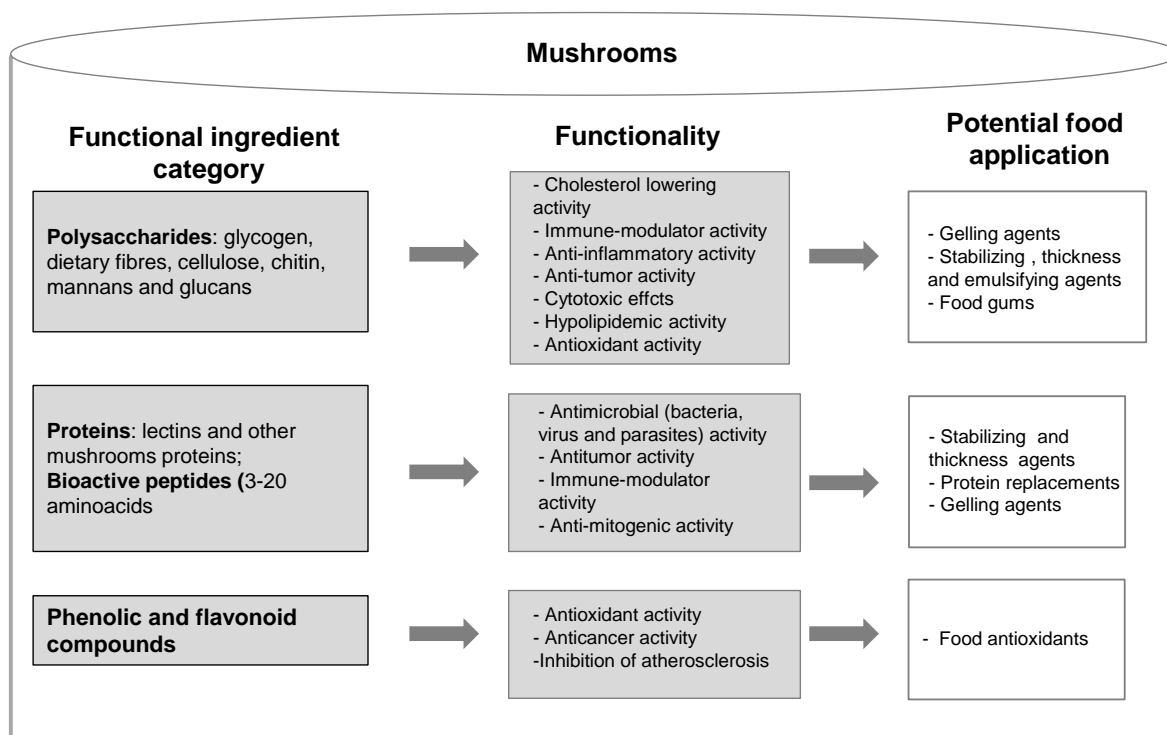 Mushrooms
Functional ingredient
category
Functionality
Potential food
application
Polysaccharides: glycogen,
dietary fibres, cellulose, chitin,
mannans and glucans
- Cholesterol lowering
activity
- Immune-modulator activity
- Anti-inflammatory activity
- Anti-tumor activity
- Cytotoxic effcts
- Hypolipidemic activity
- Antioxidant activity
- Gelling agents
- Stabilizing , thickness
and emulsifying agents
- Food gums
Proteins: lectins and other
mushrooms proteins;
Bioactive peptides (3-20
aminoacids
- Antimicrobial (bacteria,
virus and parasites) activity
- Antitumor activity
- Immune-modulator
activity
- Anti-mitogenic activity
- Stabilizing and
thickness agents
- Protein replacements
- Gelling agents
Phenolic and flavonoid
compounds
- Antioxidant activity
- Anticancer activity
-Inhibition of atherosclerosis
- Food antioxidants